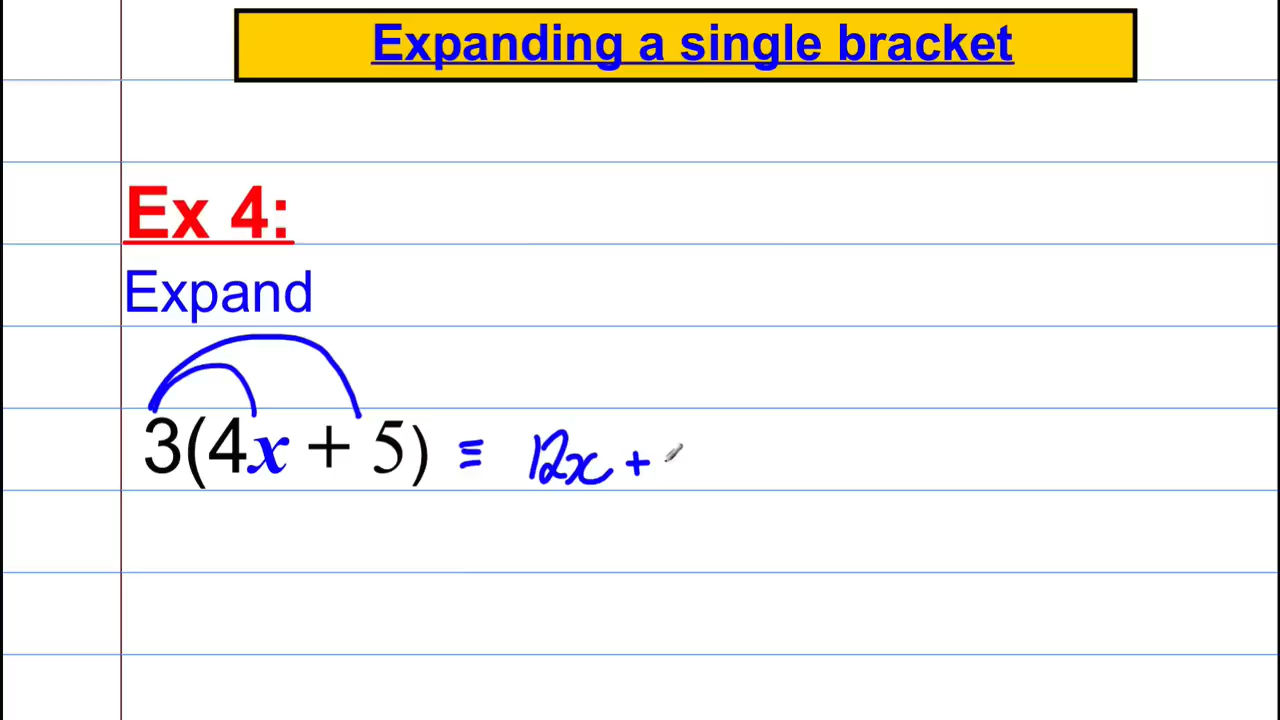 Expanding a single bracket
Ex 4:
Expand
3(4x + 5) ≡ 12x +